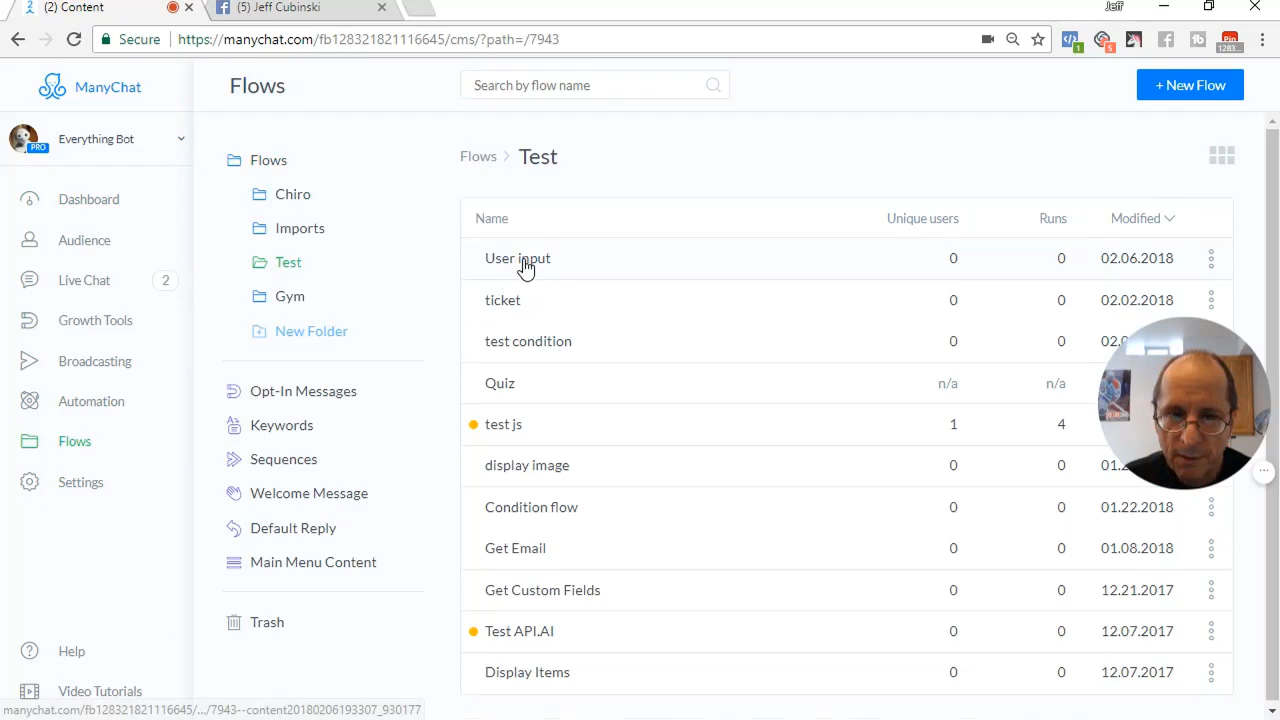 (2) Content
(5) Jeff Cubinski
Jeff
Secure
https://manychat.com/fb128321821116645/cms/?path=/7943
1
5
1283...
ManyChat
Flows
Search by flow name
+ New Flow
Everything Bot
PRO
Dashboard
Audience
Live Chat
2
Growth Tools
Broadcasting
Automation
Flows
Settings
Help
Video Tutorials
Flows
Chiro
Imports
Test
Gym
New Folder
Opt-In Messages
Keywords
Sequences
Welcome Message
Default Reply
Main Menu Content
Trash
Flows > Test
Name Unique users Runs Modified
User input 0 0 02.06.2018
ticket 0 0 02.02.2018
test condition 0 0
Quiz n/a n/a
test js 1 4
display image 0 0
Condition flow 0 0 01.22.2018
Get Email 0 0 01.08.2018
Get Custom Fields 0 0 12.21.2017
Test API.AI 0 0 12.07.2017
Display Items 0 0 12.07.2017
manychat.com/fb128321821116645/.../7943--content20180206193307_930177